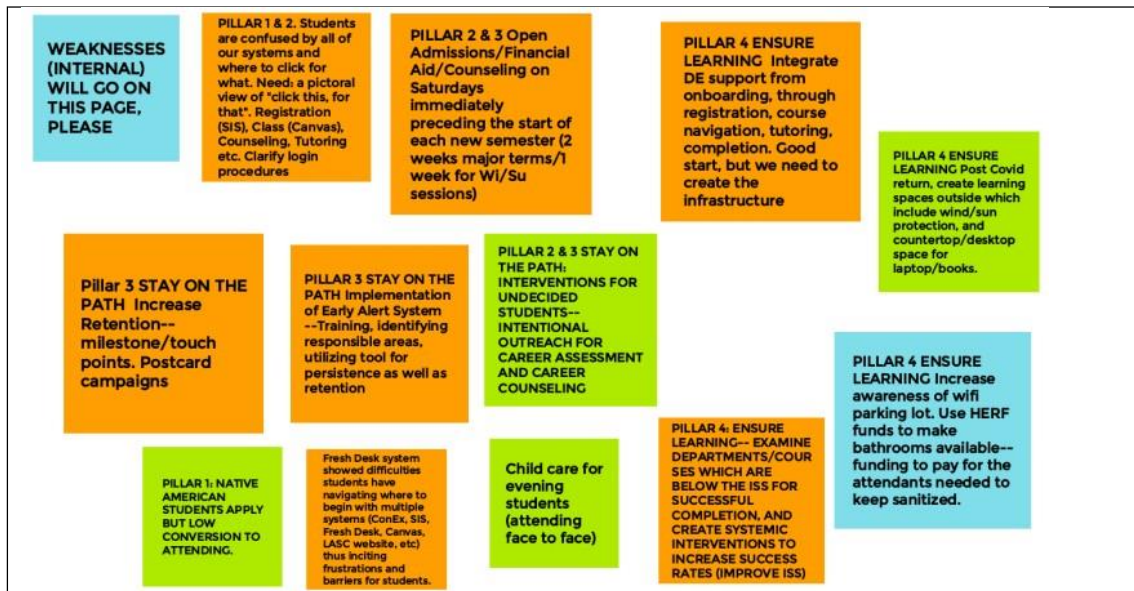 WEAKNESSES
(INTERNAL)
WILL GO ON
THIS PAGE,
PLEASE
PILLAR 1 & 2. Students
are confused by all of
our systems and
where to click for
what. Need: a pictoral
view of "click this, for
that". Registration
(SIS), Class (Canvas),
Counseling, Tutoring
etc. Clarify login
procedures
PILLAR 2 & 3 Open
Admissions/Financial
Aid/Counseling on
Saturdays
immediately
preceding the start of
each new semester (2
weeks major terms/1
week for Wi/Su
sessions)
PILLAR 4 ENSURE
LEARNING Integrate
DE support from
onboarding, through
registration, course
navigation, tutoring,
completion. Good
start, but we need to
create the
infrastructure
PILLAR 4 ENSURE
LEARNING Post Covid
return, create learning
spaces outside which
include wind/sun
protection, and
countertop/desktop
space for
laptop/books.
Pillar 3 STAY ON THE
PATH Increase
Retention--
milestone/touch
points. Postcard
campaigns
PILLAR 3 STAY ON THE
PATH Implementation
of Early Alert System
--Training, identifying
responsible areas,
utilizing tool for
persistence as well as
retention
PILLAR 2 & 3 STAY ON
THE PATH:
INTERVENTIONS FOR
UNDECIDED
STUDENTS--
INTENTIONAL
OUTREACH FOR
CAREER ASSESSMENT
AND CAREER
COUNSELING
PILLAR 4 ENSURE
LEARNING Increase
awareness of wifi
parking lot. Use HERF
funds to make
bathrooms available--
funding to pay for the
attendants needed to
keep sanitized.
PILLAR 1: NATIVE
AMERICAN
STUDENTS APPLY
BUT LOW
CONVERSION TO
ATTENDING.
Fresh Desk system
showed difficulties
students have
navigating where to
begin with multiple
systems (ConEx, SIS,
Fresh Desk, Canvas,
LASC website, etc)
thus inciting
frustrations and
barriers for students.
Child care for
evening
students
(attending
face to face)
PILLAR 4: ENSURE
LEARNING-- EXAMINE
DEPARTMENTS/COUR
SES WHICH ARE
BELOW THE ISS FOR
SUCCESSFUL
COMPLETION, AND
CREATE SYSTEMIC
INTERVENTIONS TO
INCREASE SUCCESS
RATES (IMPROVE ISS)